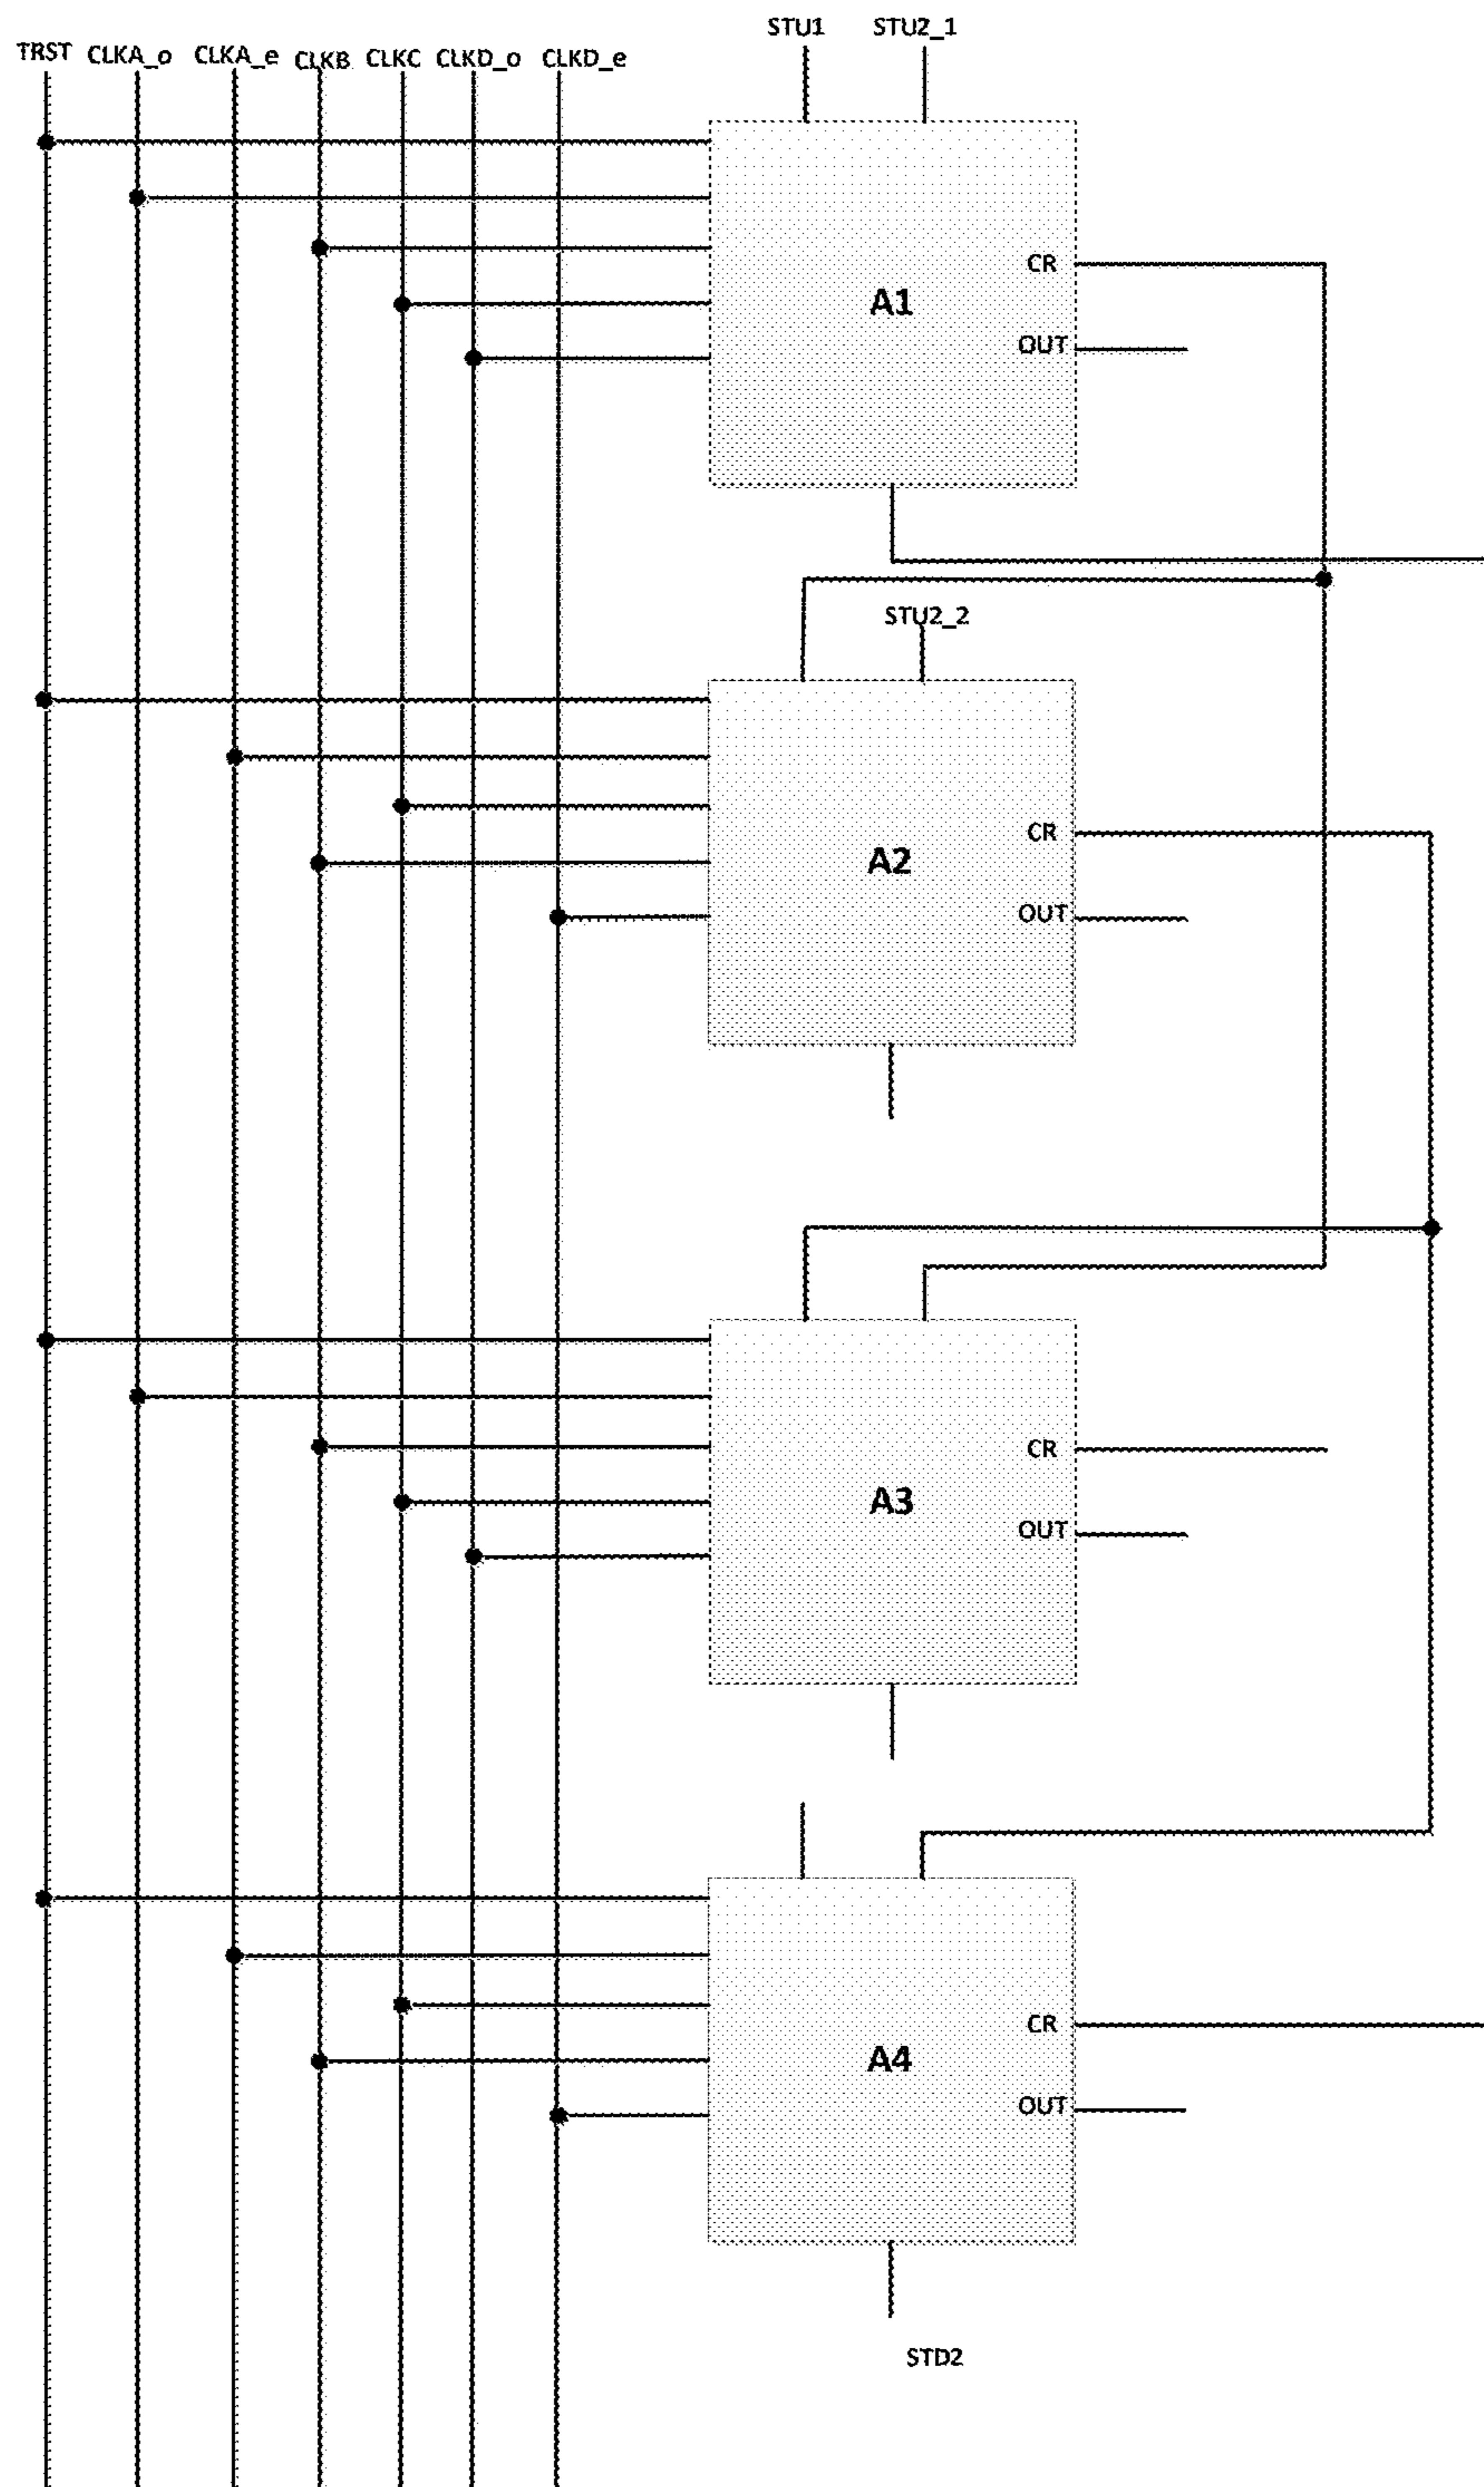 STU1 STU2_1
TRST CLKA_o CLKA_e CLKB CLKC CLKD_o CLKD_e
CR
A1
OUT
STU2_2
CR
A2
OUT
CR
A3
OUT
CR
A4
OUT
STD2